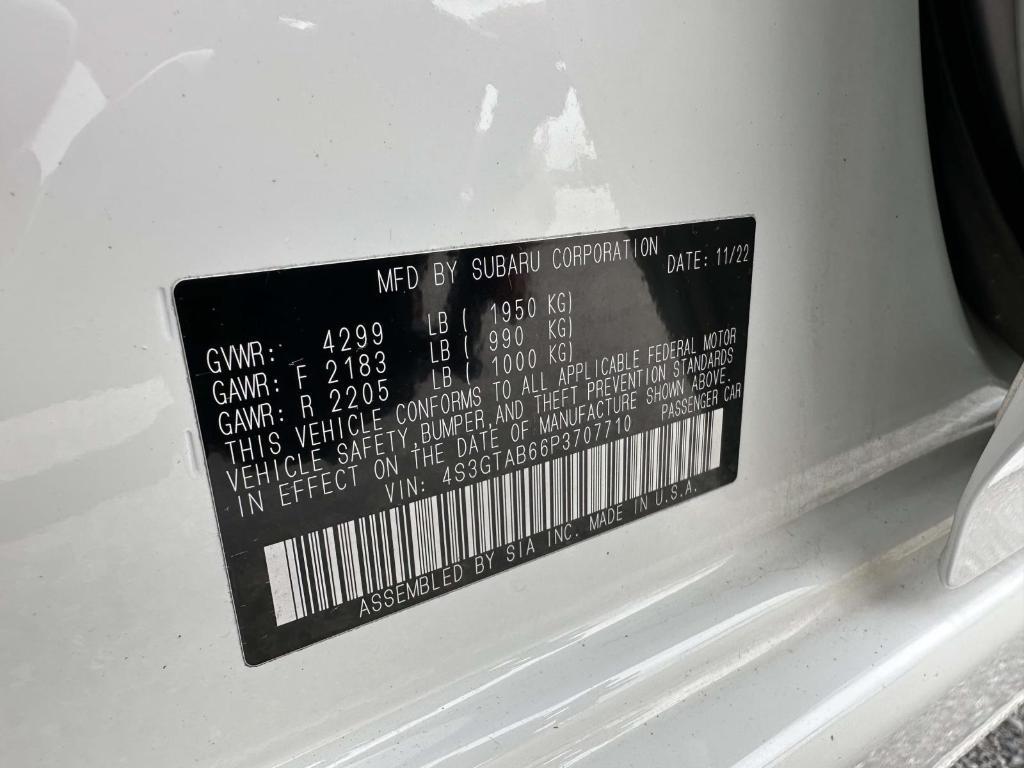 MFD BY SUBARU CORPORATION DATE: 11/22
GVWR: 4299 LB ( 1950 KG)
GAWR: F 2183 LB ( 990 KG)
GAWR: R 2205 LB ( 1000 KG)
THIS VEHICLE CONFORMS TO ALL APPLICABLE FEDERAL MOTOR
VEHICLE SAFETY, BUMPER, AND THEFT PREVENTION STANDARDS
IN EFFECT ON THE DATE OF MANUFACTURE SHOWN ABOVE.
VIN: 4S3GTAB66P3707710 PASSENGER CAR
ASSEMBLED BY SIA INC. MADE IN U.S.A.